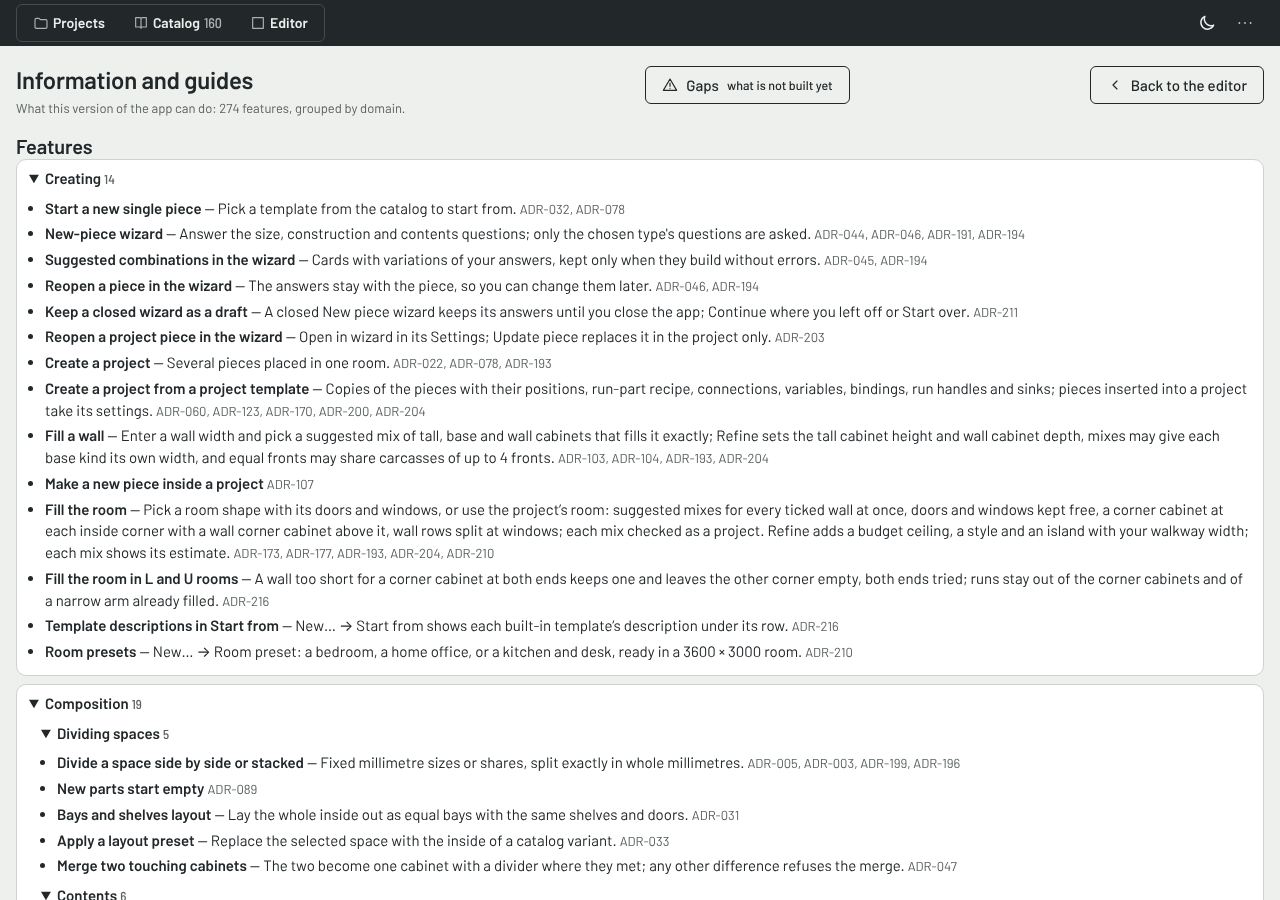 Projects Catalog 160 Editor ···
Information and guides
Gaps what is not built yet
Back to the editor
What this version of the app can do: 274 features, grouped by domain.
Features
▼ Creating 14
• Start a new single piece — Pick a template from the catalog to start from. ADR-032, ADR-078
• New-piece wizard — Answer the size, construction and contents questions; only the chosen type's questions are asked. ADR-044, ADR-046, ADR-191, ADR-194
• Suggested combinations in the wizard — Cards with variations of your answers, kept only when they build without errors. ADR-045, ADR-194
• Reopen a piece in the wizard — The answers stay with the piece, so you can change them later. ADR-046, ADR-194
• Keep a closed wizard as a draft — A closed New piece wizard keeps its answers until you close the app; Continue where you left off or Start over. ADR-211
• Reopen a project piece in the wizard — Open in wizard in its Settings; Update piece replaces it in the project only. ADR-203
• Create a project — Several pieces placed in one room. ADR-022, ADR-078, ADR-193
• Create a project from a project template — Copies of the pieces with their positions, run-part recipe, connections, variables, bindings, run handles and sinks; pieces inserted into a project
take its settings. ADR-060, ADR-123, ADR-170, ADR-200, ADR-204
• Fill a wall — Enter a wall width and pick a suggested mix of tall, base and wall cabinets that fills it exactly; Refine sets the tall cabinet height and wall cabinet depth, mixes may give each
base kind its own width, and equal fronts may share carcasses of up to 4 fronts. ADR-103, ADR-104, ADR-193, ADR-204
• Make a new piece inside a project ADR-107
• Fill the room — Pick a room shape with its doors and windows, or use the project’s room: suggested mixes for every ticked wall at once, doors and windows kept free, a corner cabinet at
each inside corner with a wall corner cabinet above it, wall rows split at windows; each mix checked as a project. Refine adds a budget ceiling, a style and an island with your walkway width;
each mix shows its estimate. ADR-173, ADR-177, ADR-193, ADR-204, ADR-210
• Fill the room in L and U rooms — A wall too short for a corner cabinet at both ends keeps one and leaves the other corner empty, both ends tried; runs stay out of the corner cabinets and of
a narrow arm already filled. ADR-216
• Template descriptions in Start from — New… → Start from shows each built-in template’s description under its row. ADR-216
• Room presets — New… → Room preset: a bedroom, a home office, or a kitchen and desk, ready in a 3600 × 3000 room. ADR-210
▼ Composition 19
▼ Dividing spaces 5
• Divide a space side by side or stacked — Fixed millimetre sizes or shares, split exactly in whole millimetres. ADR-005, ADR-003, ADR-199, ADR-196
• New parts start empty ADR-089
• Bays and shelves layout — Lay the whole inside out as equal bays with the same shelves and doors. ADR-031
• Apply a layout preset — Replace the selected space with the inside of a catalog variant. ADR-033
• Merge two touching cabinets — The two become one cabinet with a divider where they met; any other difference refuses the merge. ADR-047
▼ Contents 6